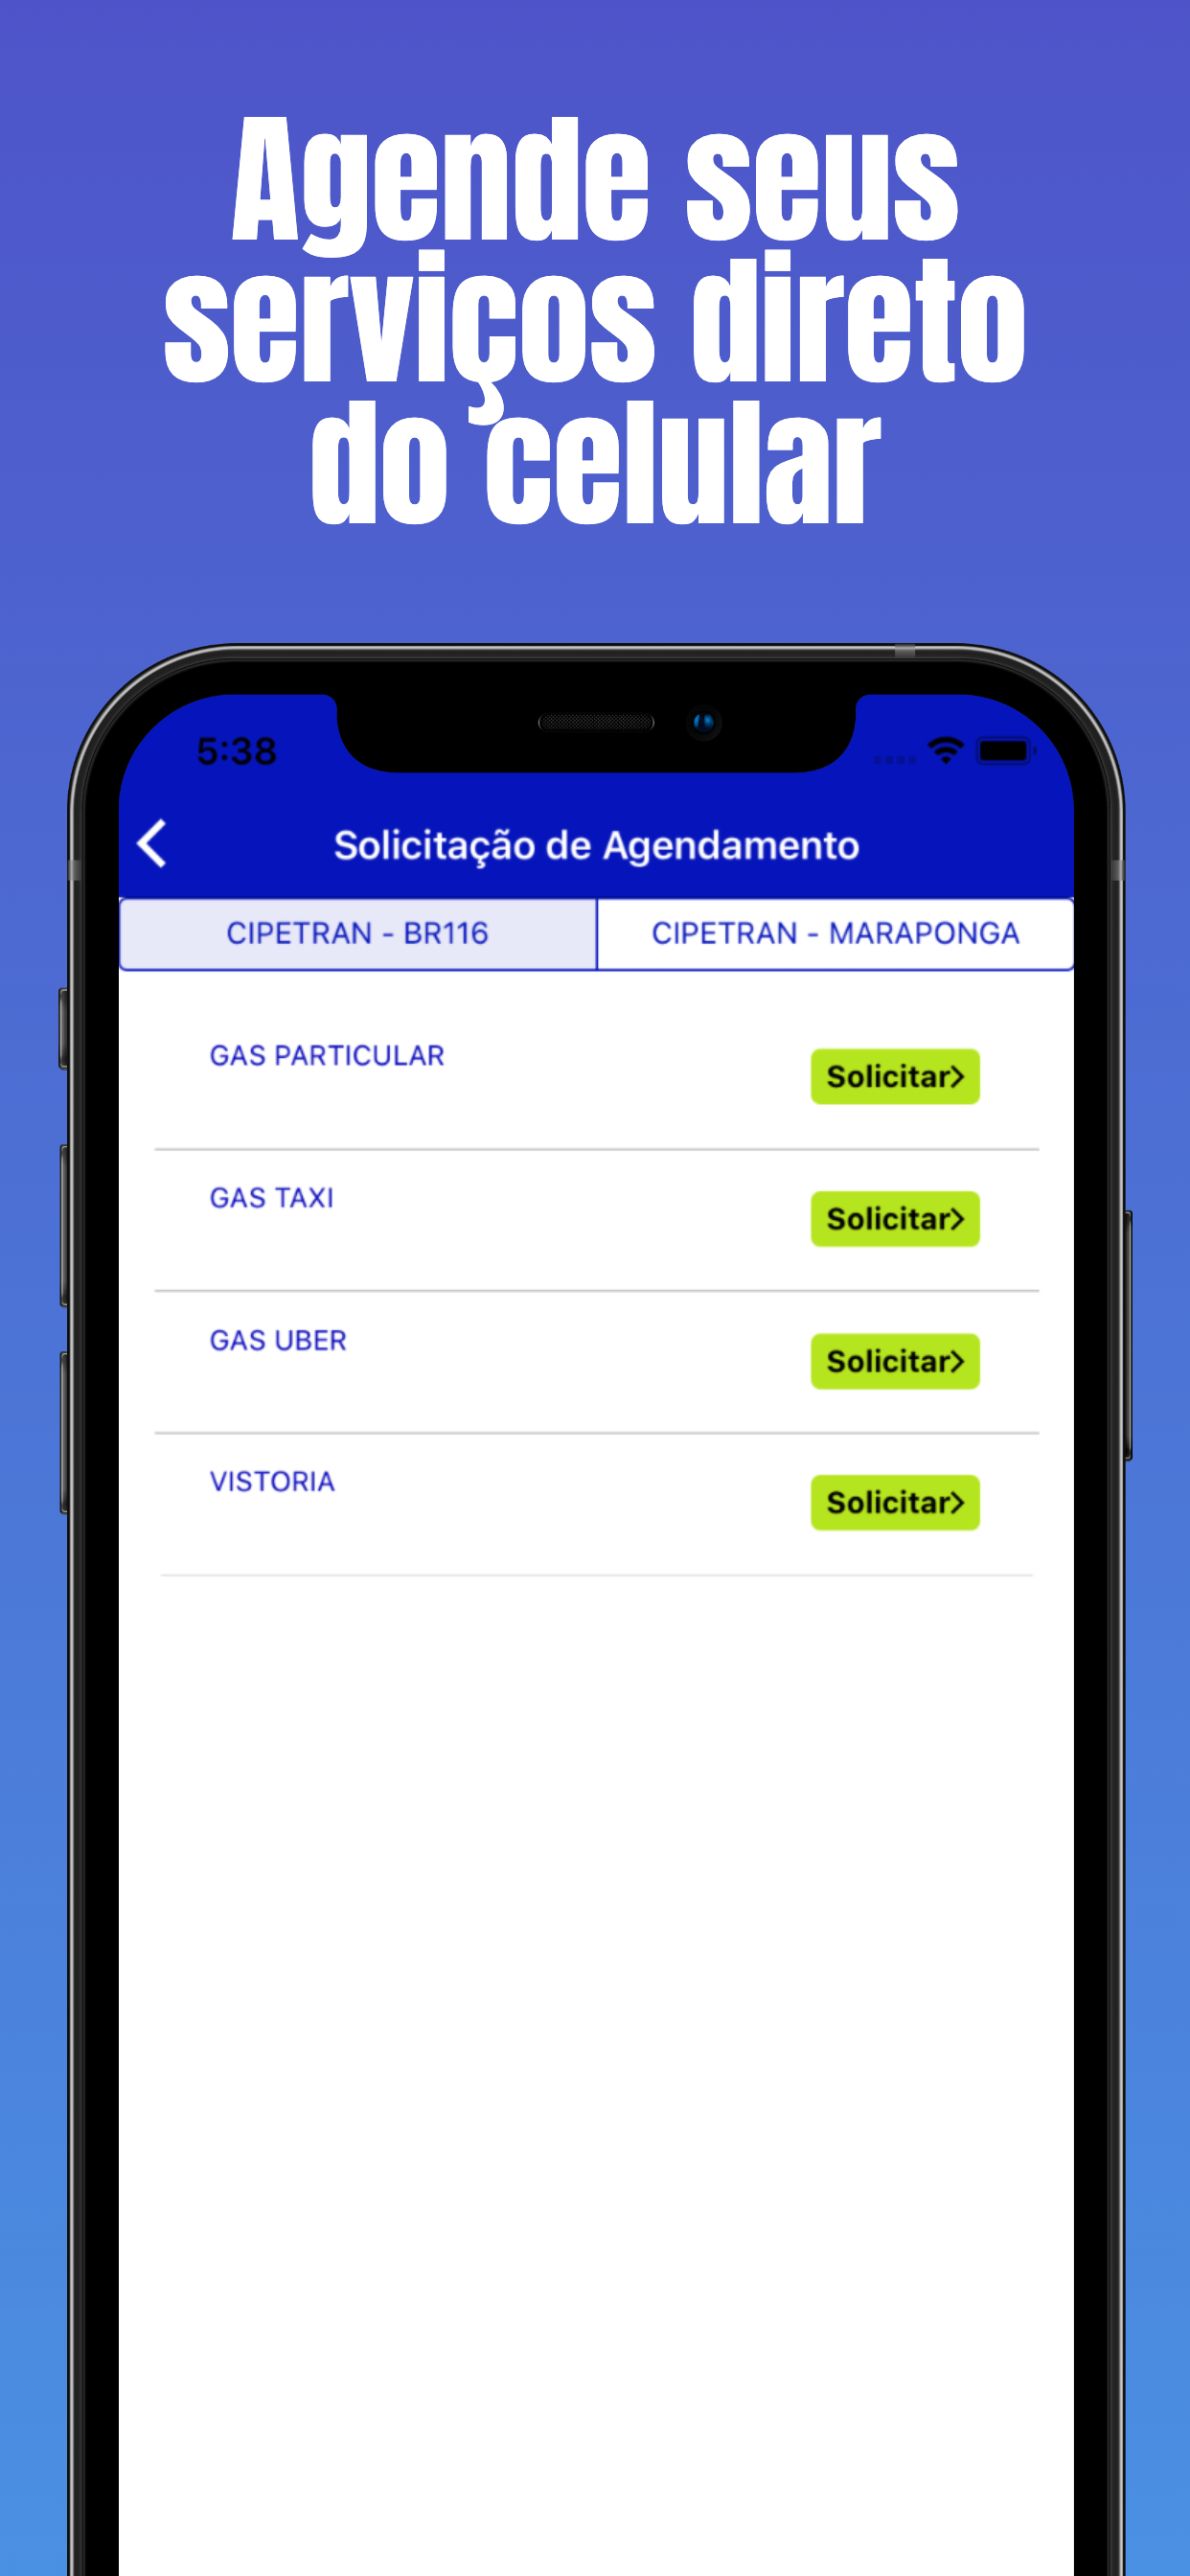 Agende seus
serviços direto
do celular
5:38
Solicitação de Agendamento
CIPETRAN - BR116
CIPETRAN - MARAPONGA
GAS PARTICULAR
Solicitar>
GAS TAXI
Solicitar>
GAS UBER
Solicitar>
VISTORIA
Solicitar>